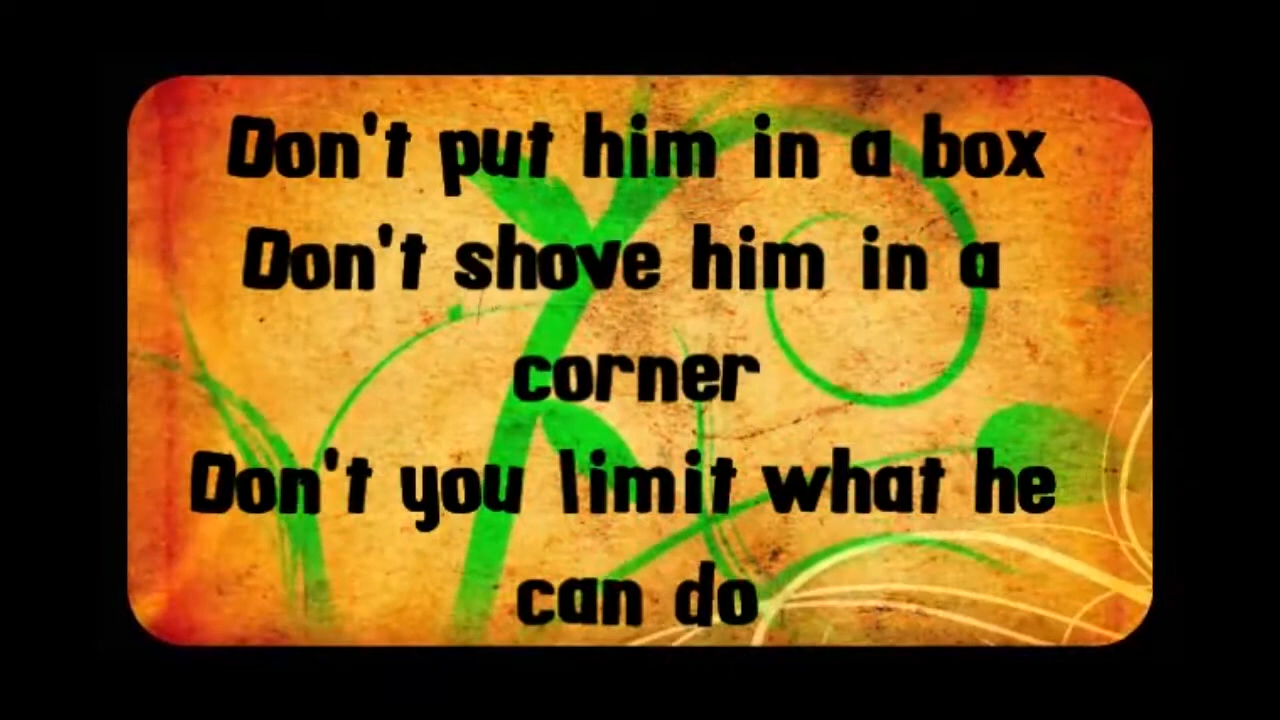 Don't put him in a box
Don't shove him in a
corner
Don't you limit what he
can do